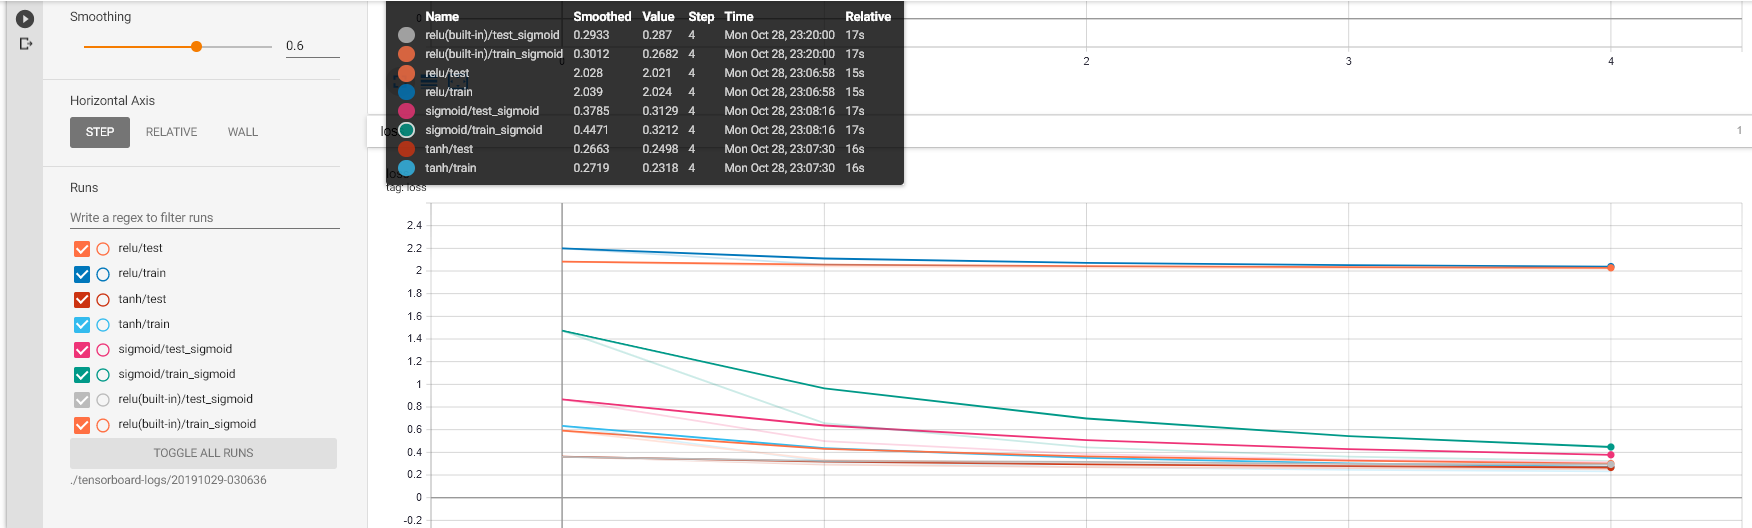 Smoothing
0.6
Horizontal Axis
STEP RELATIVE WALL
Runs
Write a regex to filter runs
relu/test
relu/train
tanh/test
tanh/train
sigmoid/test_sigmoid
sigmoid/train_sigmoid
relu(built-in)/test_sigmoid
relu(built-in)/train_sigmoid
TOGGLE ALL RUNS
./tensorboard-logs/20191029-030636
Name Smoothed Value Step Time Relative
relu(built-in)/test_sigmoid 0.2933 0.287 4 Mon Oct 28, 23:20:00 17s
relu(built-in)/train_sigmoid 0.3012 0.2682 4 Mon Oct 28, 23:20:00 17s
relu/test 2.028 2.021 4 Mon Oct 28, 23:06:58 15s
relu/train 2.039 2.024 4 Mon Oct 28, 23:06:58 15s
sigmoid/test_sigmoid 0.3785 0.3129 4 Mon Oct 28, 23:08:16 17s
sigmoid/train_sigmoid 0.4471 0.3212 4 Mon Oct 28, 23:08:16 17s
tanh/test 0.2663 0.2498 4 Mon Oct 28, 23:07:30 16s
tanh/train 0.2719 0.2318 4 Mon Oct 28, 23:07:30 16s
0
0 2 3 4
1
loss
tag: loss
2.4
2.2
2
1.8
1.6
1.4
1.2
1
0.8
0.6
0.4
0.2
0
-0.2